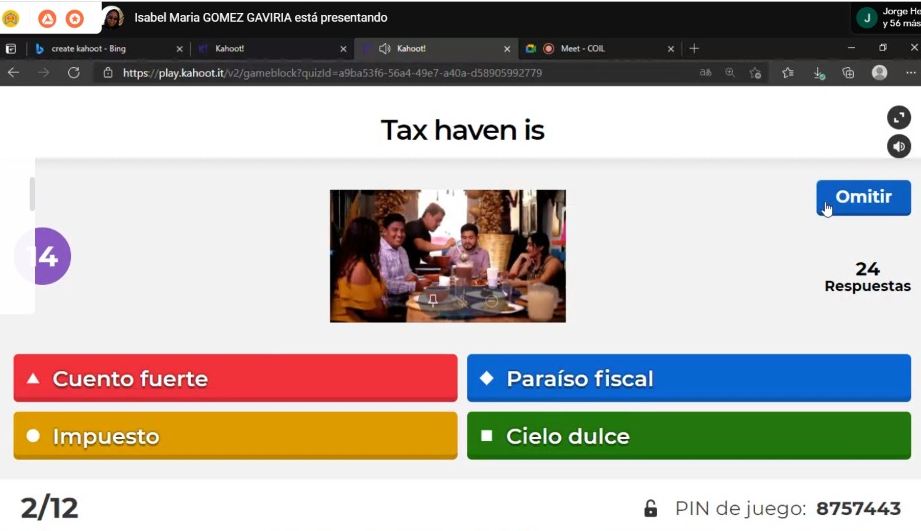 Isabel Maria GOMEZ GAVIRIA está presentando
J
Jorge He
y 56 más
create kahoot - Bing
Kahoot!
Kahoot!
Meet - COIL
https://play.kahoot.it/v2/gameblock?quizId=a9ba53f6-56a4-49e7-a40a-d58905992779
Tax haven is
Omitir
14
24
Respuestas
Cuento fuerte
Paraíso fiscal
Impuesto
Cielo dulce
2/12
PIN de juego: 8757443